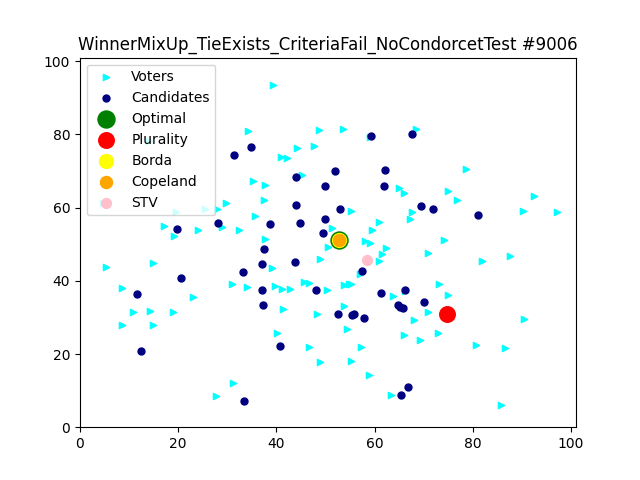 WinnerMixUp_TieExists_CriteriaFail_NoCondorcetTest #9006
100
80
60
40
20
0
0 20 40 60 80 100
Voters
Candidates
Optimal
Plurality
Borda
Copeland
STV